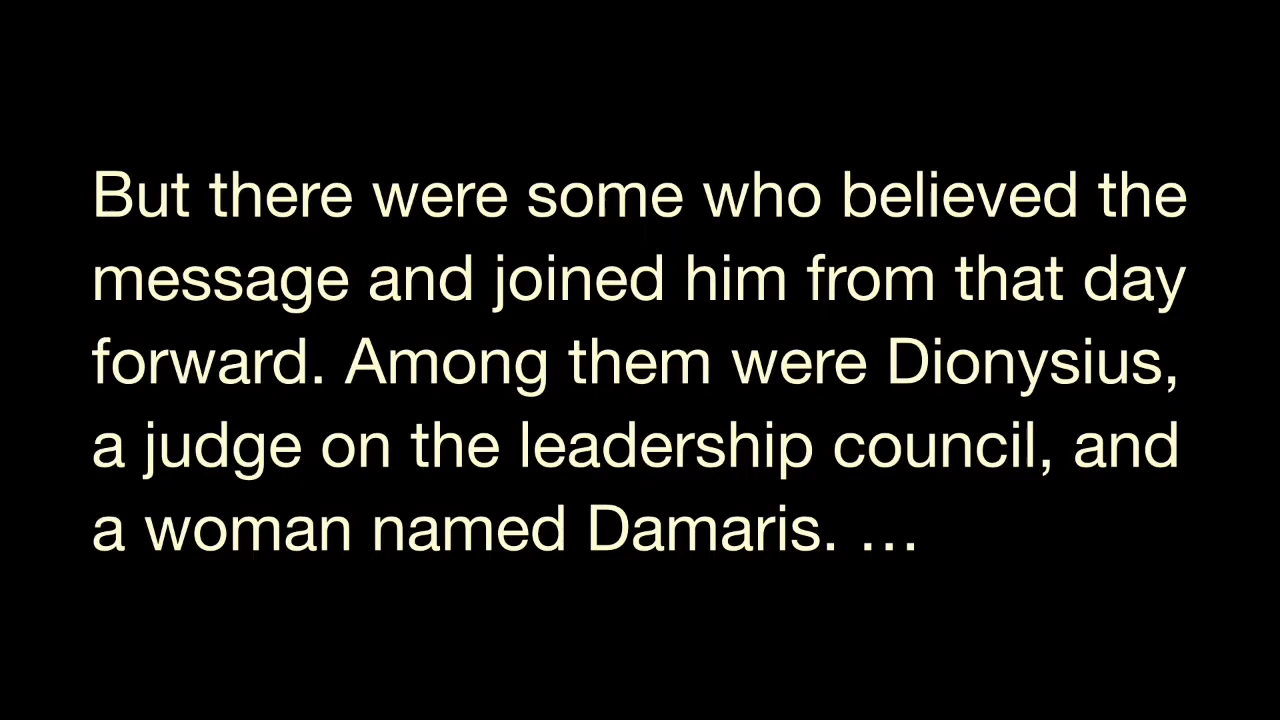 But there were some who believed the
message and joined him from that day
forward. Among them were Dionysius,
a judge on the leadership council, and
a woman named Damaris. …